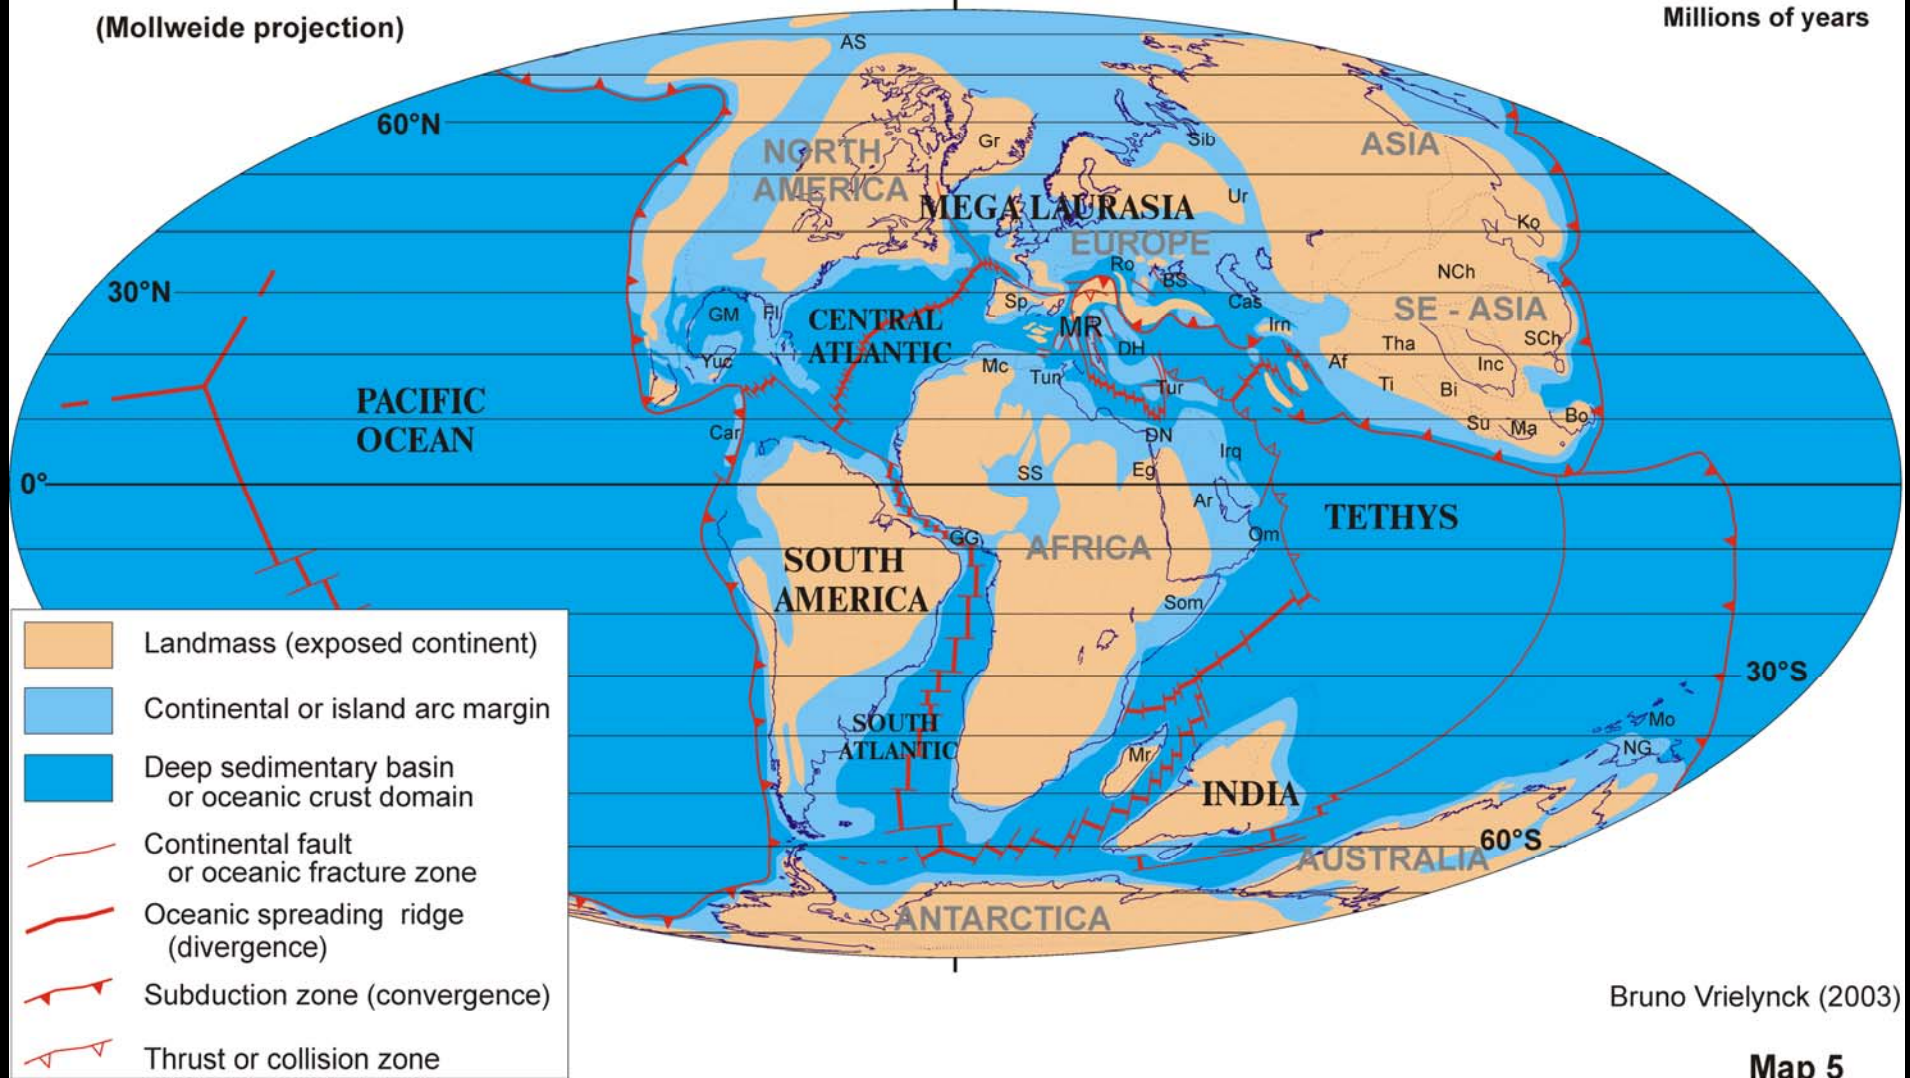 (Mollweide projection)
Millions of years
AS
60°N
NORTH
AMERICA
Gr
Sib
ASIA
MEGA LAURASIA
Ur
EUROPE
Ko
Ro
BS
NCh
30°N
GM
Fl
Sp
Cas
SE - ASIA
CENTRAL
ATLANTIC
MR
Irn
DH
Tha
SCh
Yuc
Mc
Tun
Tur
Af
Inc
Ti
Bi
PACIFIC
OCEAN
Car
DN
Su
Ma
Bo
Irq
0°
SS
Eg
Ar
TETHYS
GG
AFRICA
Om
SOUTH
AMERICA
Som
30°S
SOUTH
ATLANTIC
Mr
Mo
NG
INDIA
60°S
AUSTRALIA
ANTARCTICA
Landmass (exposed continent)
Continental or island arc margin
Deep sedimentary basin
or oceanic crust domain
Continental fault
or oceanic fracture zone
Oceanic spreading ridge
(divergence)
Subduction zone (convergence)
Thrust or collision zone
Bruno Vrielynck (2003)
Map 5